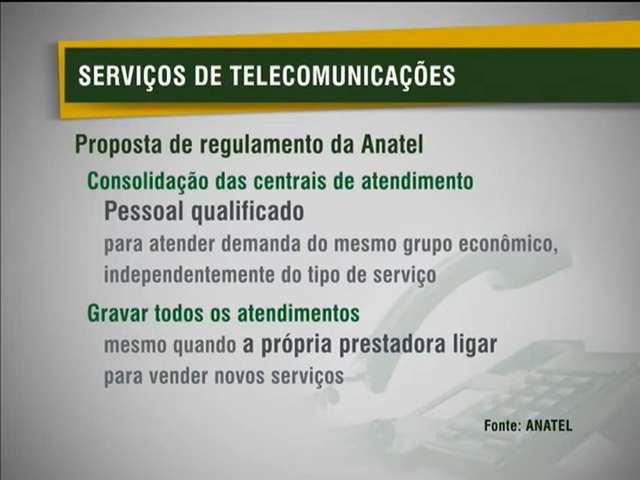 SERVIÇOS DE TELECOMUNICAÇÕES
Proposta de regulamento da Anatel
Consolidação das centrais de atendimento
Pessoal qualificado
para atender demanda do mesmo grupo econômico,
independentemente do tipo de serviço
Gravar todos os atendimentos
mesmo quando a própria prestadora ligar
para vender novos serviços
Fonte: ANATEL